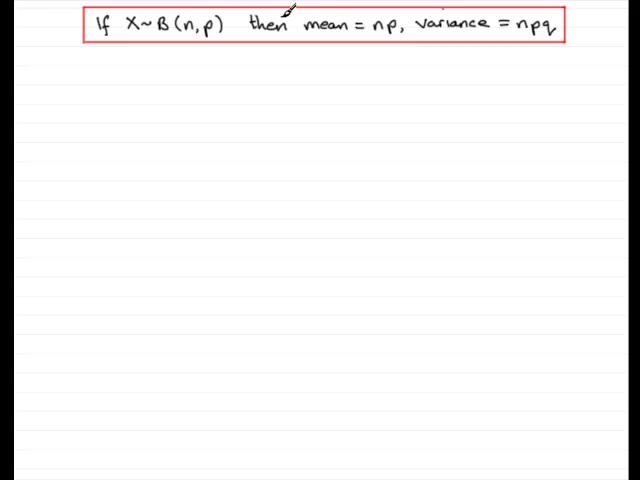 If X~B(n,p) then mean = np, variance = npq